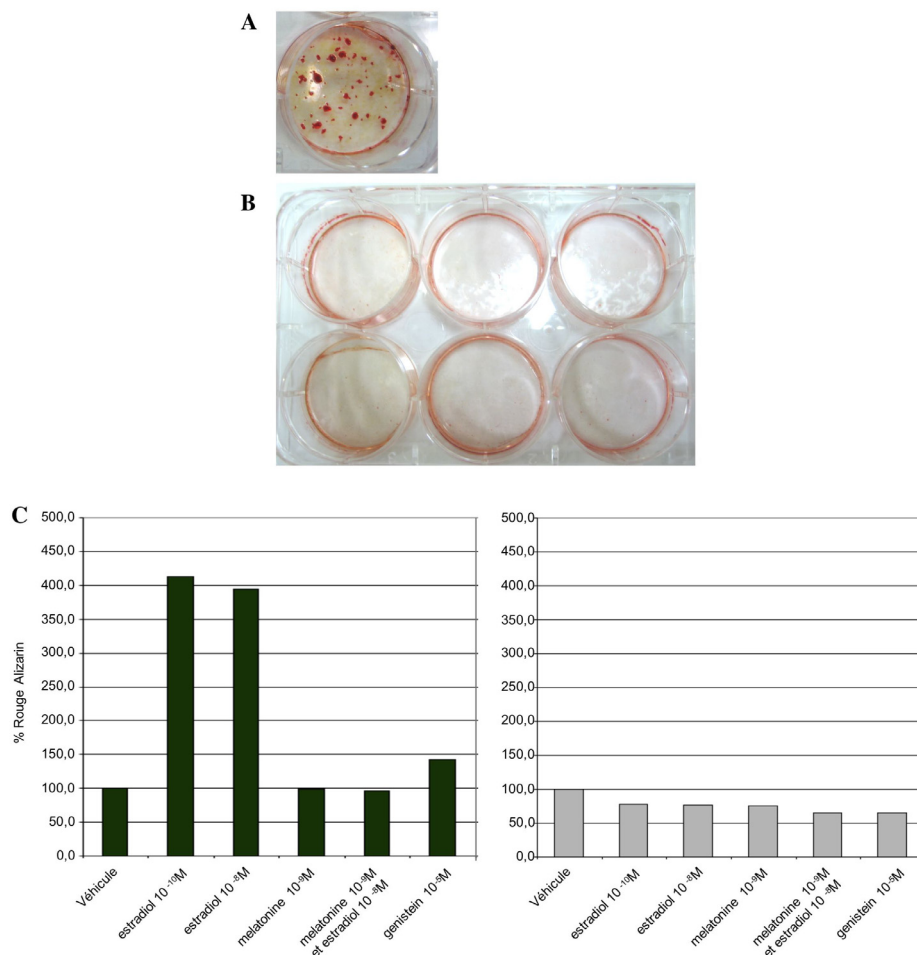 A
B
C
% Rouge Alizarin
500,0
450,0
400,0
350,0
300,0
250,0
200,0
150,0
100,0
50,0
0,0
Véhicule
estradiol 10⁻¹⁰M
estradiol 10⁻⁸M
melatonine 10⁻⁹M
melatonine 10⁻⁹M
et estradiol 10⁻⁸M
genistein 10⁻⁵M
500,0
450,0
400,0
350,0
300,0
250,0
200,0
150,0
100,0
50,0
0,0
Véhicule
estradiol 10⁻¹⁰M
estradiol 10⁻⁸M
melatonine 10⁻⁹M
melatonine 10⁻⁹M
et estradiol 10⁻⁸M
genistein 10⁻⁵M